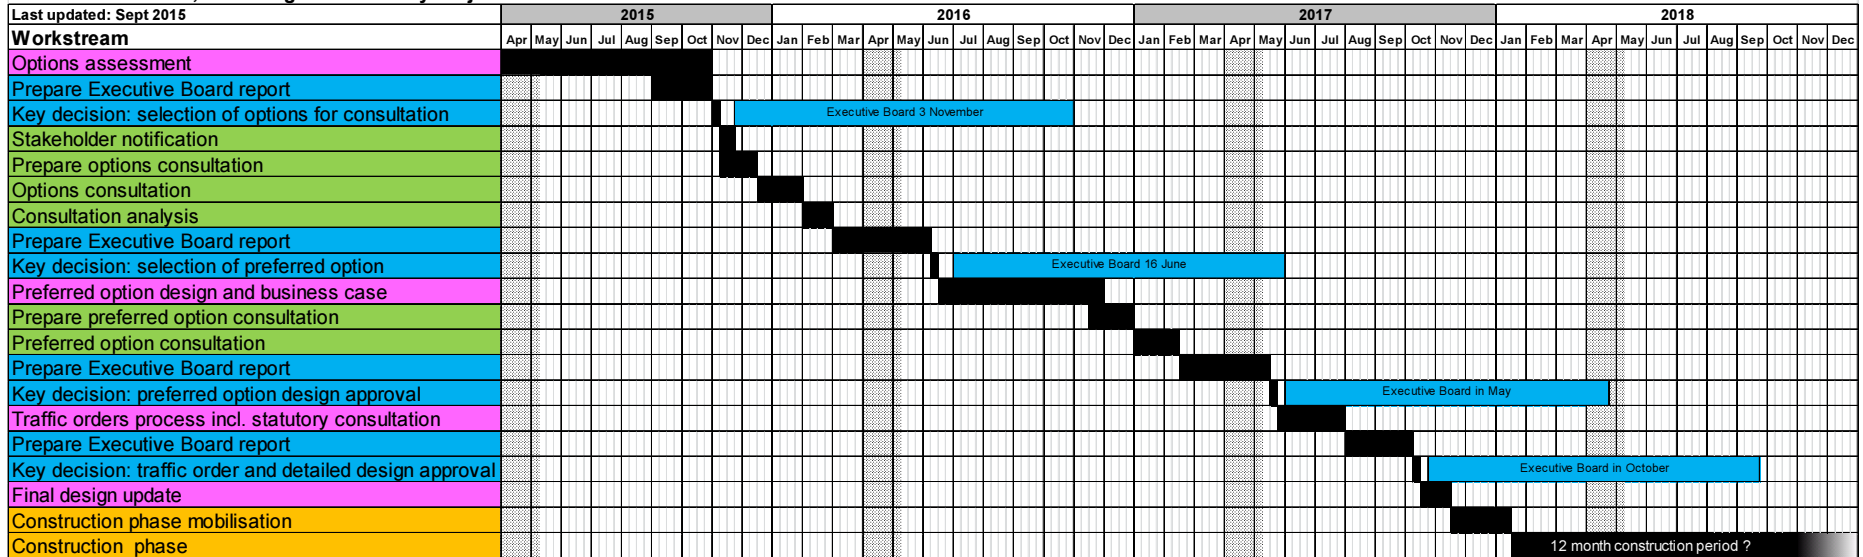 Last updated: Sept 2015 2015 2016 2017 2018
Workstream Apr May Jun Jul Aug Sep Oct Nov Dec Jan Feb Mar Apr May Jun Jul Aug Sep Oct Nov Dec Jan Feb Mar Apr May Jun Jul Aug Sep Oct Nov Dec Jan Feb Mar Apr May Jun Jul Aug Sep Oct Nov Dec
Options assessment
Prepare Executive Board report
Key decision: selection of options for consultation Executive Board 3 November
Stakeholder notification
Prepare options consultation
Options consultation
Consultation analysis
Prepare Executive Board report
Key decision: selection of preferred option Executive Board 16 June
Preferred option design and business case
Prepare preferred option consultation
Preferred option consultation
Prepare Executive Board report
Key decision: preferred option design approval Executive Board in May
Traffic orders process incl. statutory consultation
Prepare Executive Board report
Key decision: traffic order and detailed design approval Executive Board in October
Final design update
Construction phase mobilisation
Construction phase 12 month construction period ?